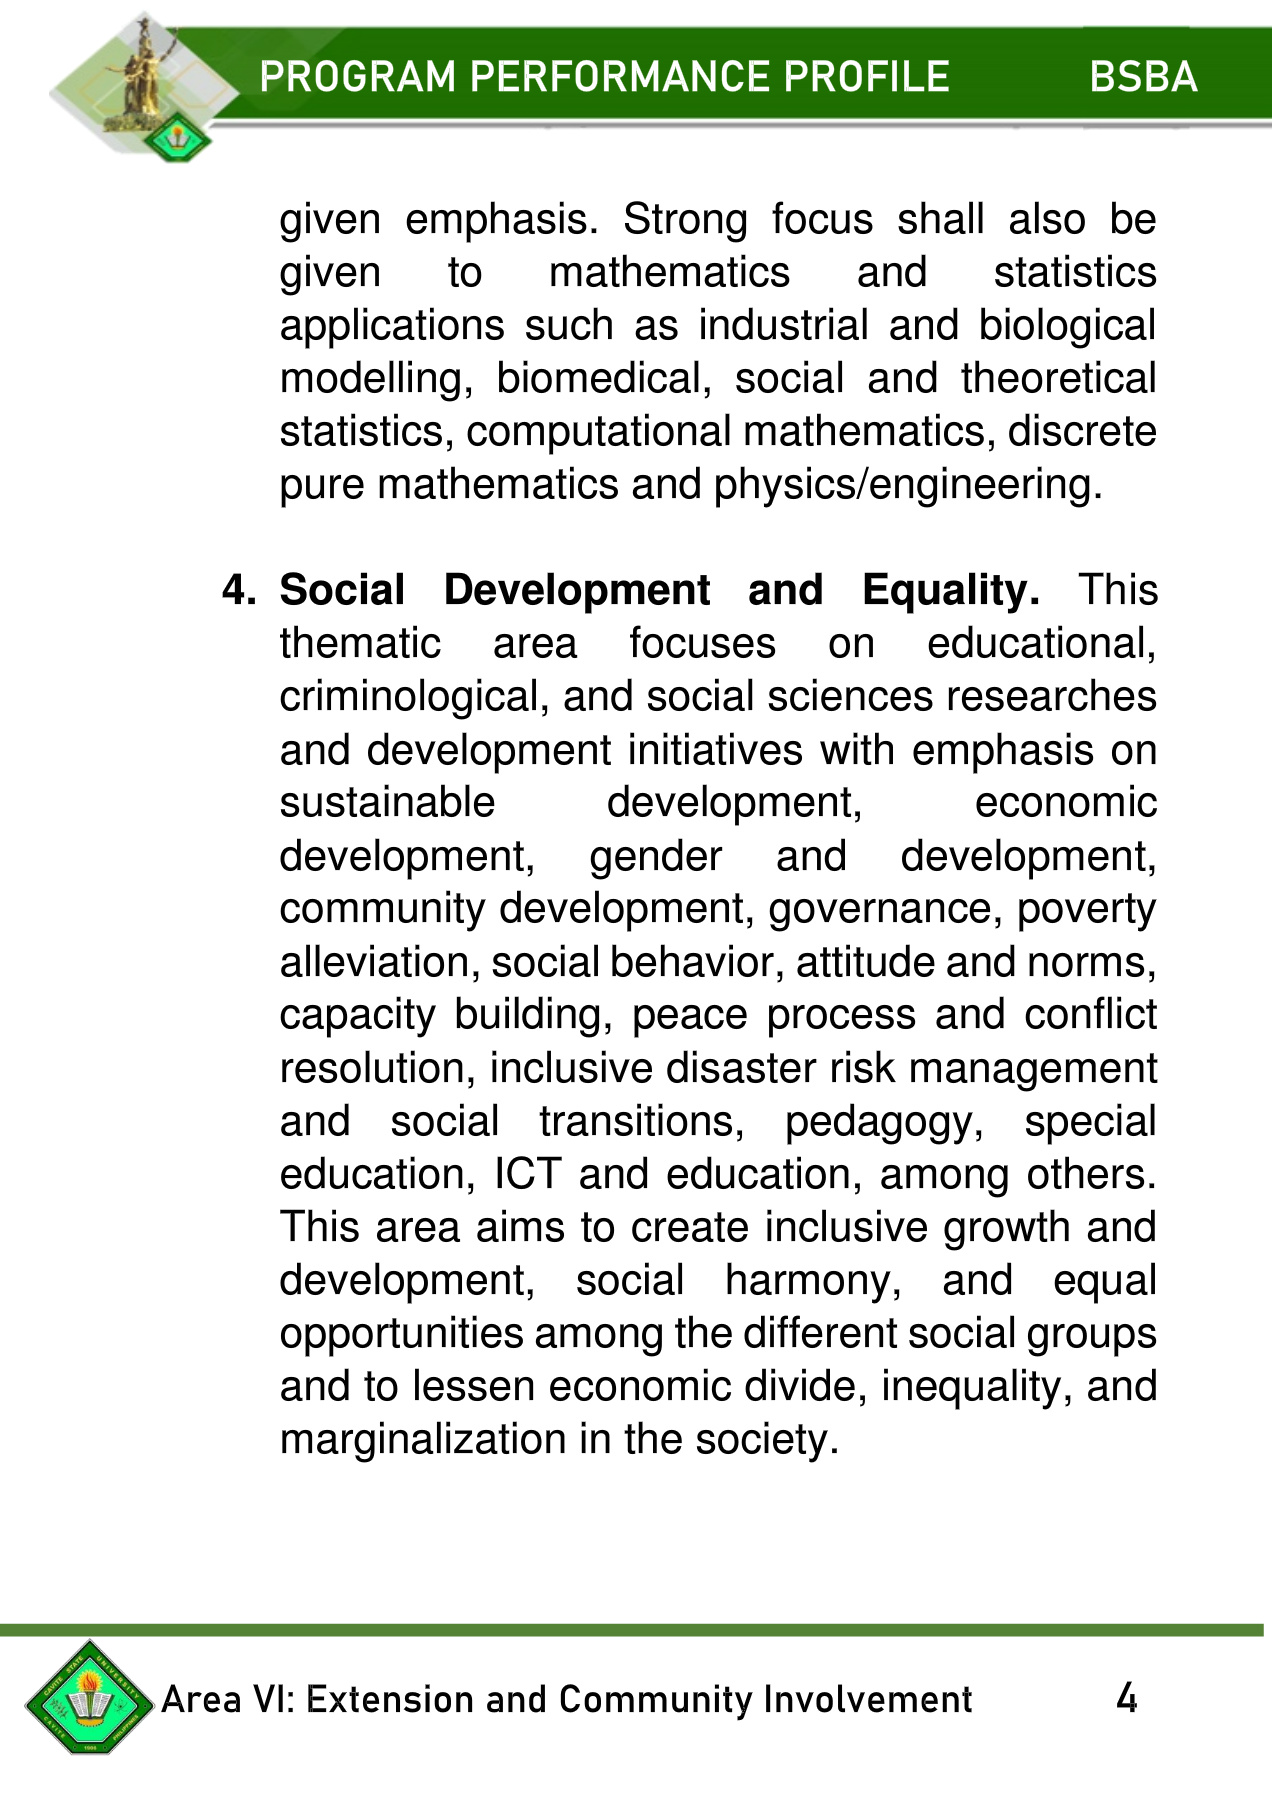 PROGRAM PERFORMANCE PROFILE BSBA
given emphasis. Strong focus shall also be
given to mathematics and statistics
applications such as industrial and biological
modelling, biomedical, social and theoretical
statistics, computational mathematics, discrete
pure mathematics and physics/engineering.
4. Social Development and Equality. This
thematic area focuses on educational,
criminological, and social sciences researches
and development initiatives with emphasis on
sustainable development, economic
development, gender and development,
community development, governance, poverty
alleviation, social behavior, attitude and norms,
capacity building, peace process and conflict
resolution, inclusive disaster risk management
and social transitions, pedagogy, special
education, ICT and education, among others.
This area aims to create inclusive growth and
development, social harmony, and equal
opportunities among the different social groups
and to lessen economic divide, inequality, and
marginalization in the society.
CAVITE STATE UNIVERSITY
CAVITE PHILIPPINES
1906
Area VI: Extension and Community Involvement 4